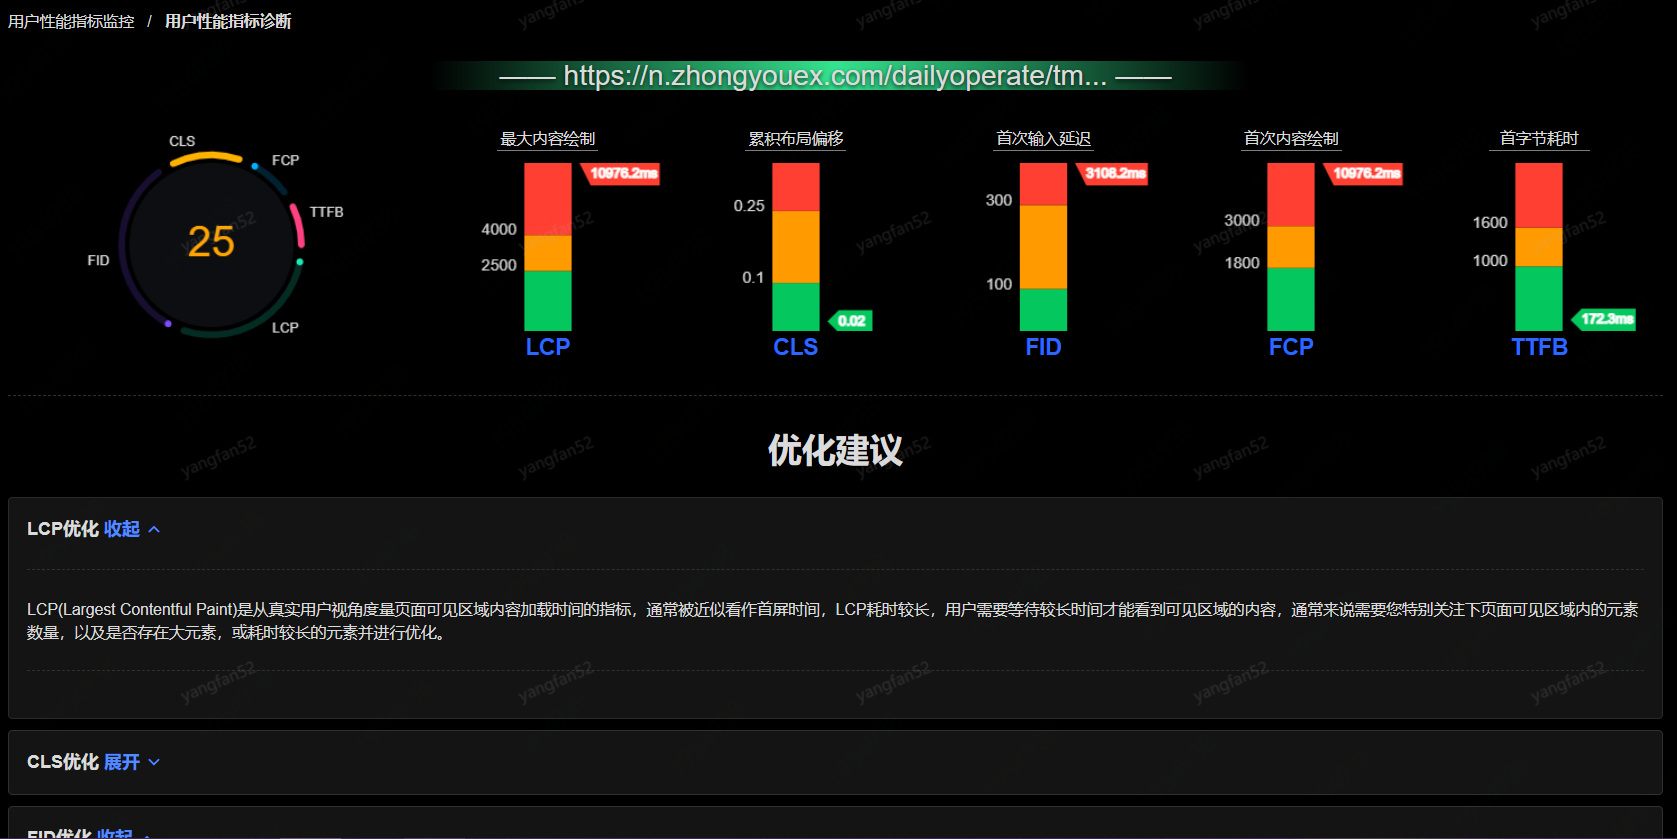 用户性能指标监控 / 用户性能指标诊断
—— https://n.zhongyouex.com/dailyoperate/tm... ——
CLS
FCP
TTFB
25
FID
LCP
最大内容绘制
10976.2ms
4000
2500
LCP
累积布局偏移
0.25
0.1
0.02
CLS
首次输入延迟
3108.2ms
300
100
FID
首次内容绘制
10976.2ms
3000
1800
FCP
首字节耗时
1600
1000
172.3ms
TTFB
优化建议
LCP优化 收起
LCP(Largest Contentful Paint)是从真实用户视角度量页面可见区域内容加载时间的指标，通常被近似看作首屏时间，LCP耗时较长，用户需要等待较长时间才能看到可见区域的内容，通常来说需要您特别关注下页面可见区域内的元素
数量，以及是否存在大元素，或耗时较长的元素并进行优化。
CLS优化 展开
FID优化 收起
yangfan52